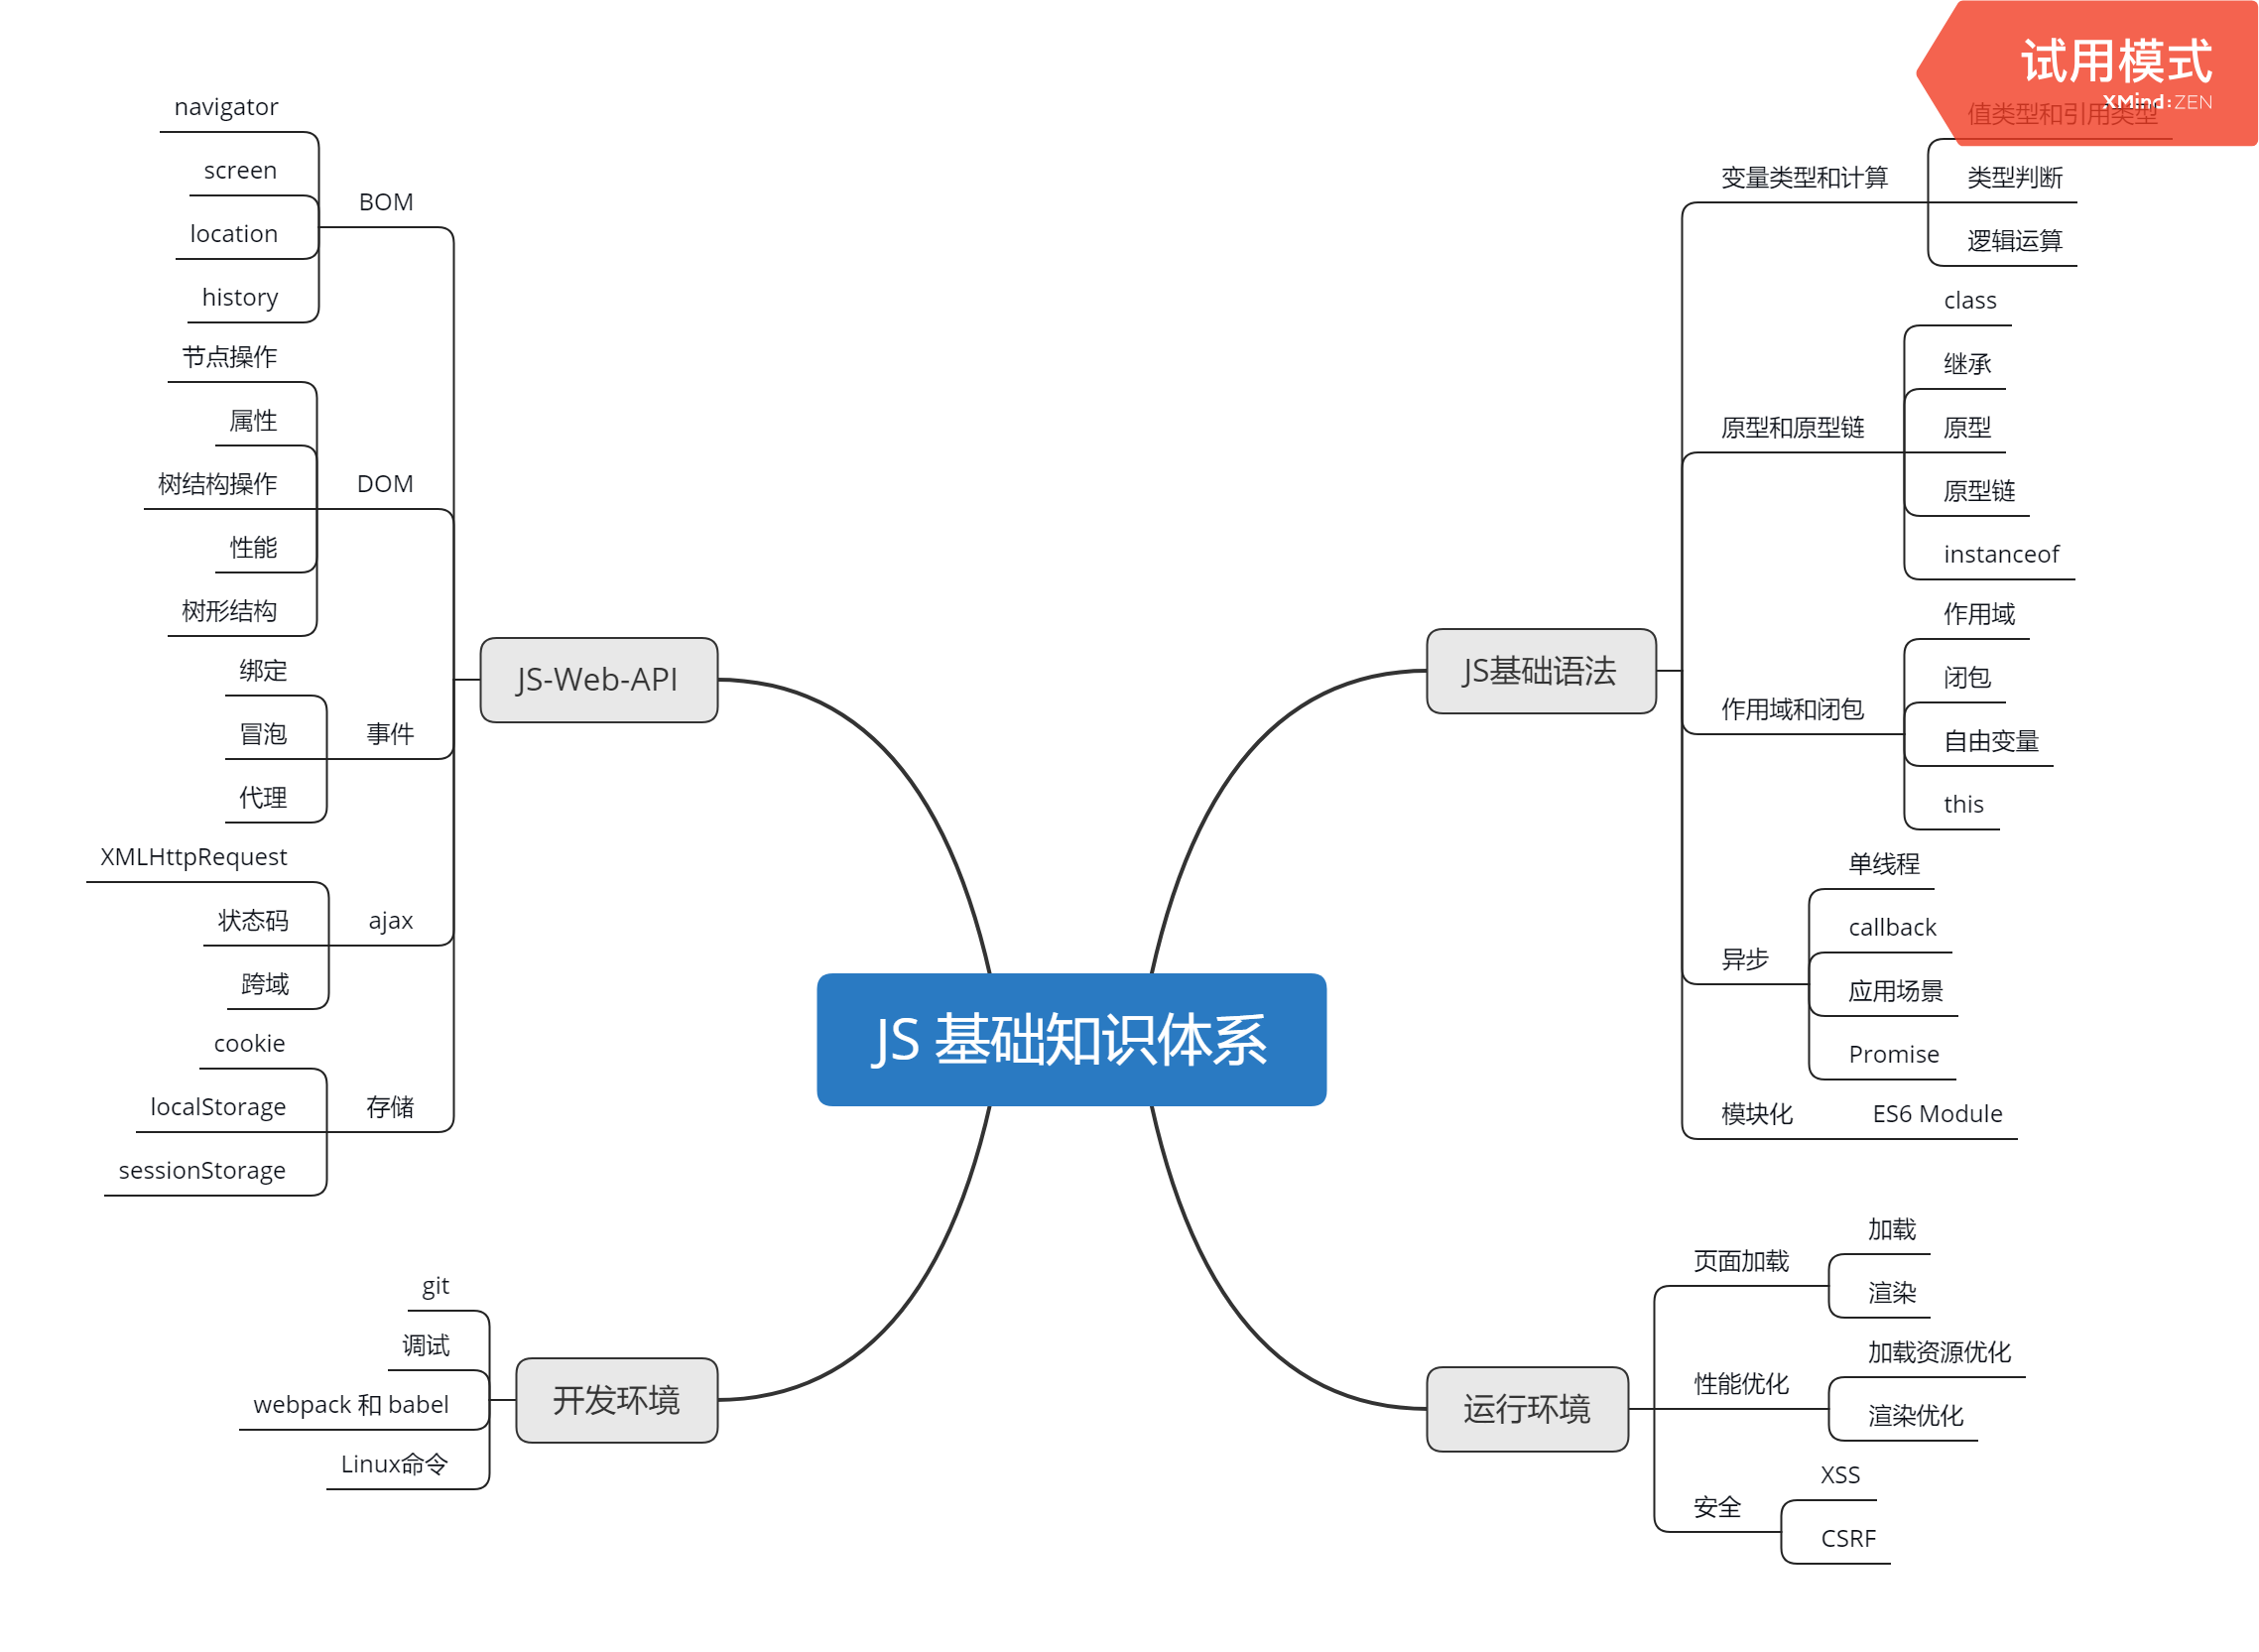 试用模式
XMind:ZEN
JS 基础知识体系
JS基础语法
变量类型和计算
值类型和引用类型
类型判断
逻辑运算
原型和原型链
class
继承
原型
原型链
instanceof
作用域和闭包
作用域
闭包
自由变量
this
异步
单线程
callback
应用场景
Promise
模块化
ES6 Module
运行环境
页面加载
加载
渲染
性能优化
加载资源优化
渲染优化
安全
XSS
CSRF
JS-Web-API
BOM
navigator
screen
location
history
DOM
节点操作
属性
树结构操作
性能
树形结构
事件
绑定
冒泡
代理
ajax
XMLHttpRequest
状态码
跨域
存储
cookie
localStorage
sessionStorage
开发环境
git
调试
webpack 和 babel
Linux命令